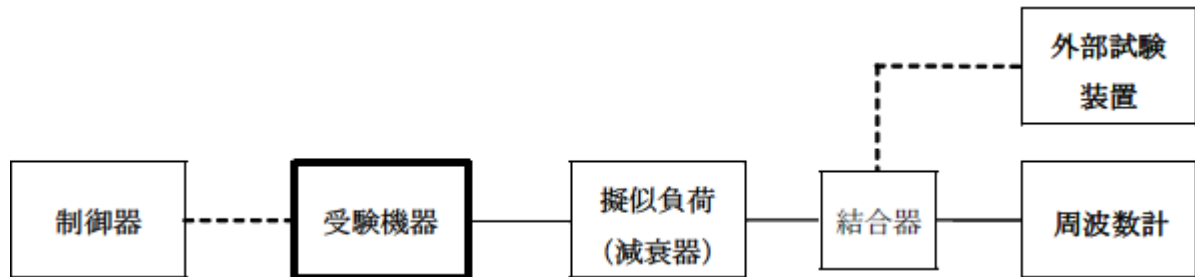 外部試験
装置
制御器
受験機器
擬似負荷
（減衰器）
結合器
周波数計